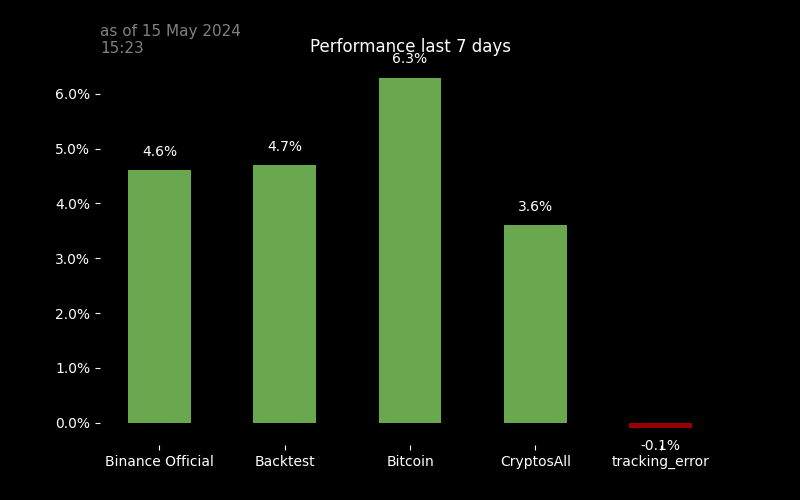 as of 15 May 2024
15:23
Performance last 7 days
6.3%
6.0%
5.0%
4.7%
4.6%
4.0%
3.6%
3.0%
2.0%
1.0%
0.0%
-0.1%
Binance Official
Backtest
Bitcoin
CryptosAll
tracking_error